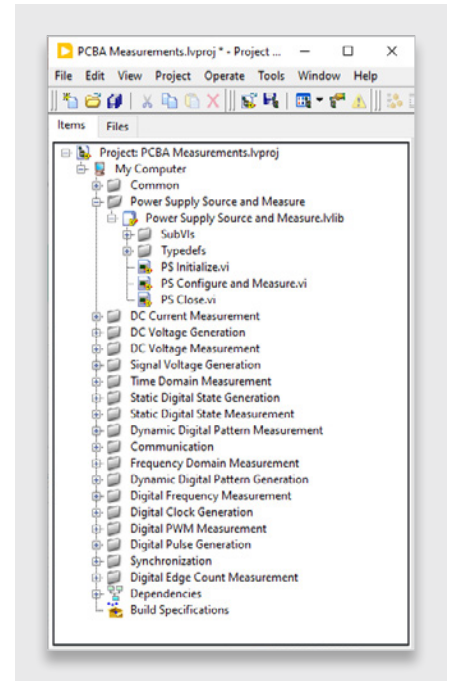 PCBA Measurements.lvproj * - Project ...
File Edit View Project Operate Tools Window Help
Items Files
Project: PCBA Measurements.lvproj
My Computer
Common
Power Supply Source and Measure
Power Supply Source and Measure.lvlib
SubVIs
Typedefs
PS Initialize.vi
PS Configure and Measure.vi
PS Close.vi
DC Current Measurement
DC Voltage Generation
DC Voltage Measurement
Signal Voltage Generation
Time Domain Measurement
Static Digital State Generation
Static Digital State Measurement
Dynamic Digital Pattern Measurement
Communication
Frequency Domain Measurement
Dynamic Digital Pattern Generation
Digital Frequency Measurement
Digital Clock Generation
Digital PWM Measurement
Digital Pulse Generation
Synchronization
Digital Edge Count Measurement
Dependencies
Build Specifications